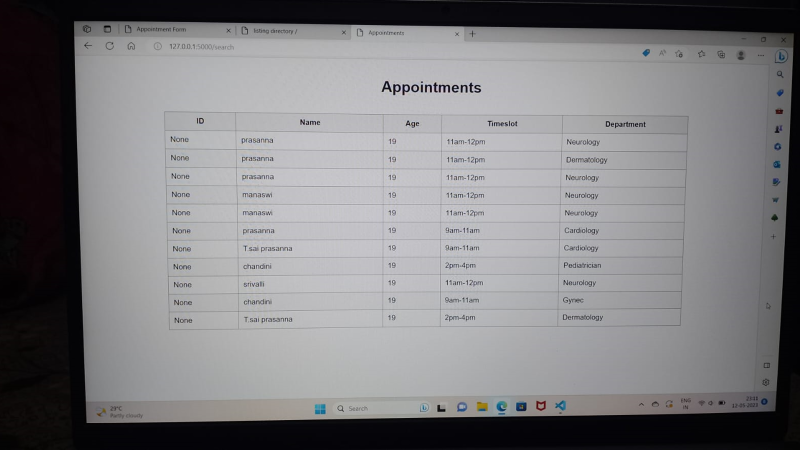 Appointment Form
listing directory /
Appointments
127.0.0.1:5000/search
Appointments
ID Name Age Timeslot Department
None prasanna 19 11am-12pm Neurology
None prasanna 19 11am-12pm Dermatology
None prasanna 19 11am-12pm Neurology
None manaswi 19 11am-12pm Neurology
None manaswi 19 11am-12pm Neurology
None prasanna 19 9am-11am Cardiology
None T.sai prasanna 19 9am-11am Cardiology
None chandini 19 2pm-4pm Pediatrician
None srivalli 19 11am-12pm Neurology
None chandini 19 9am-11am Gynec
None T.sai prasanna 19 2pm-4pm Dermatology
29°C
Partly cloudy
Search
ENG
IN
12-05-2023